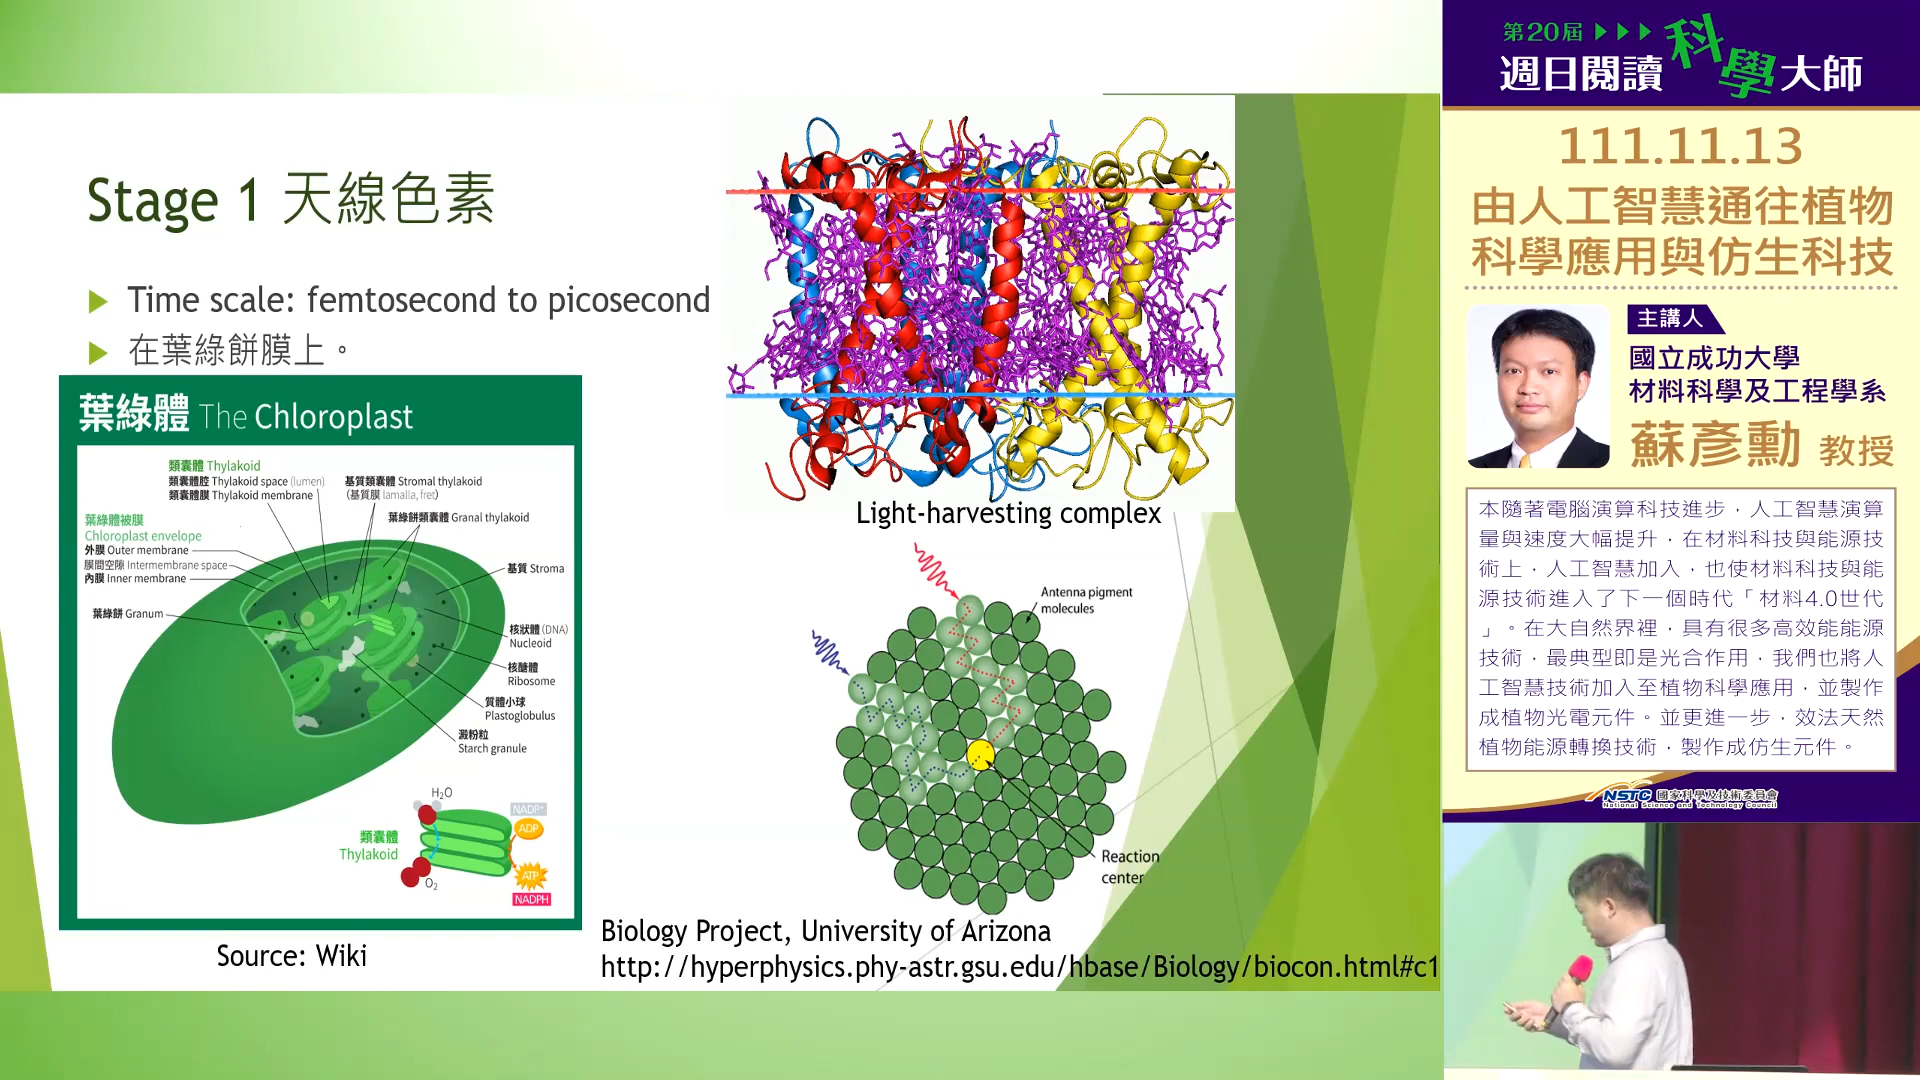 Stage 1 天線色素
Time scale: femtosecond to picosecond
在葉綠餅膜上。
葉綠體 The Chloroplast
類囊體 Thylakoid
類囊體腔 Thylakoid space (lumen)
類囊體膜 Thylakoid membrane
基質類囊體 Stromal thylakoid
(基質膜 lamalla, fret)
葉綠餅類囊體 Granal thylakoid
葉綠體被膜
Chloroplast envelope
外膜 Outer membrane
膜間空隙 Intermembrane space
內膜 Inner membrane
葉綠餅 Granum
基質 Stroma
核狀體 (DNA)
Nucleoid
核醣體
Ribosome
質體小球
Plastoglobulus
澱粉粒
Starch granule
類囊體
Thylakoid
H₂O
O₂
NADP⁺
ADP
ATP
NADPH
Source: Wiki
Light-harvesting complex
Antenna pigment
molecules
Reaction
center
Biology Project, University of Arizona
http://hyperphysics.phy-astr.gsu.edu/hbase/Biology/biocon.html#c1
第20屆
週日閱讀科學大師
111.11.13
由人工智慧通往植物
科學應用與仿生科技
主講人
國立成功大學
材料科學及工程學系
蘇彥勳 教授
本隨著電腦演算科技進步，人工智慧演算
量與速度大幅提升，在材料科技與能源技
術上，人工智慧加入，也使材料科技與能
源技術進入了下一個時代「材料4.0世代
」。在大自然界裡，具有很多高效能能源
技術，最典型即是光合作用，我們也將人
工智慧技術加入至植物科學應用，並製作
成植物光電元件。並更進一步，效法天然
植物能源轉換技術，製作成仿生元件。
NSTC 國家科學及技術委員會
National Science and Technology Council